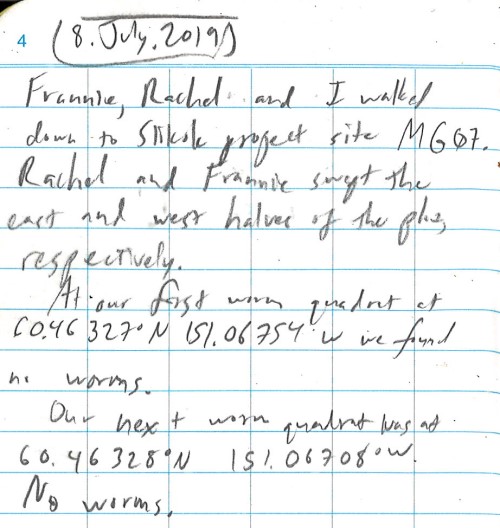 4 (8. July. 2019)
Frannie, Rachel and I walked
down to Slikok project site MG07.
Rachel and Frannie swept the
east and west halves of the plot,
respectively.
At our first worm quadrat at
60.46327°N 151.06754°W we found
no worms.
Our next worm quadrat was at
60.46328°N 151.06708°W.
No worms.